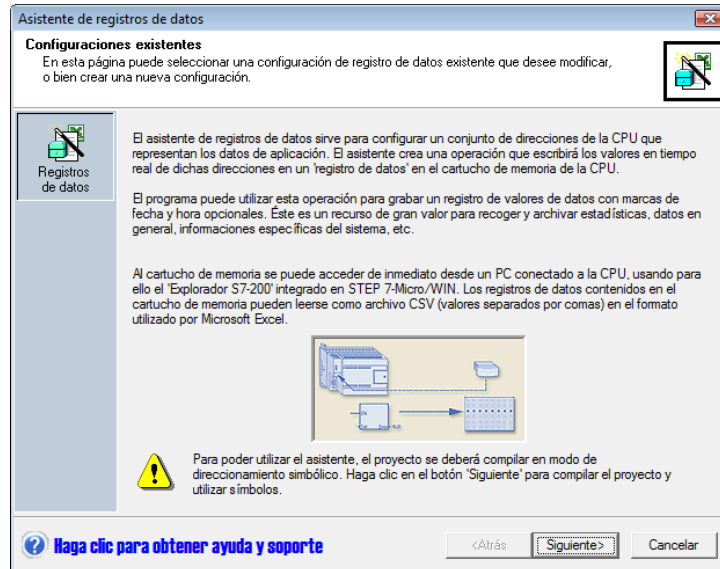 Asistente de registros de datos
Configuraciones existentes
En esta página puede seleccionar una configuración de registro de datos existente que desee modificar,
o bien crear una nueva configuración.
Registros
de datos
El asistente de registros de datos sirve para configurar un conjunto de direcciones de la CPU que
representan los datos de aplicación. El asistente crea una operación que escribirá los valores en tiempo
real de dichas direcciones en un 'registro de datos' en el cartucho de memoria de la CPU.
El programa puede utilizar esta operación para grabar un registro de valores de datos con marcas de
fecha y hora opcionales. Éste es un recurso de gran valor para recoger y archivar estadísticas, datos en
general, informaciones específicas del sistema, etc.
Al cartucho de memoria se puede acceder de inmediato desde un PC conectado a la CPU, usando para
ello el 'Explorador S7-200' integrado en STEP 7-Micro/WIN. Los registros de datos contenidos en el
cartucho de memoria pueden leerse como archivo CSV (valores separados por comas) en el formato
utilizado por Microsoft Excel.
Para poder utilizar el asistente, el proyecto se deberá compilar en modo de
direccionamiento simbólico. Haga clic en el botón 'Siguiente' para compilar el proyecto y
utilizar símbolos.
Haga clic para obtener ayuda y soporte
<Atrás
Siguiente>
Cancelar